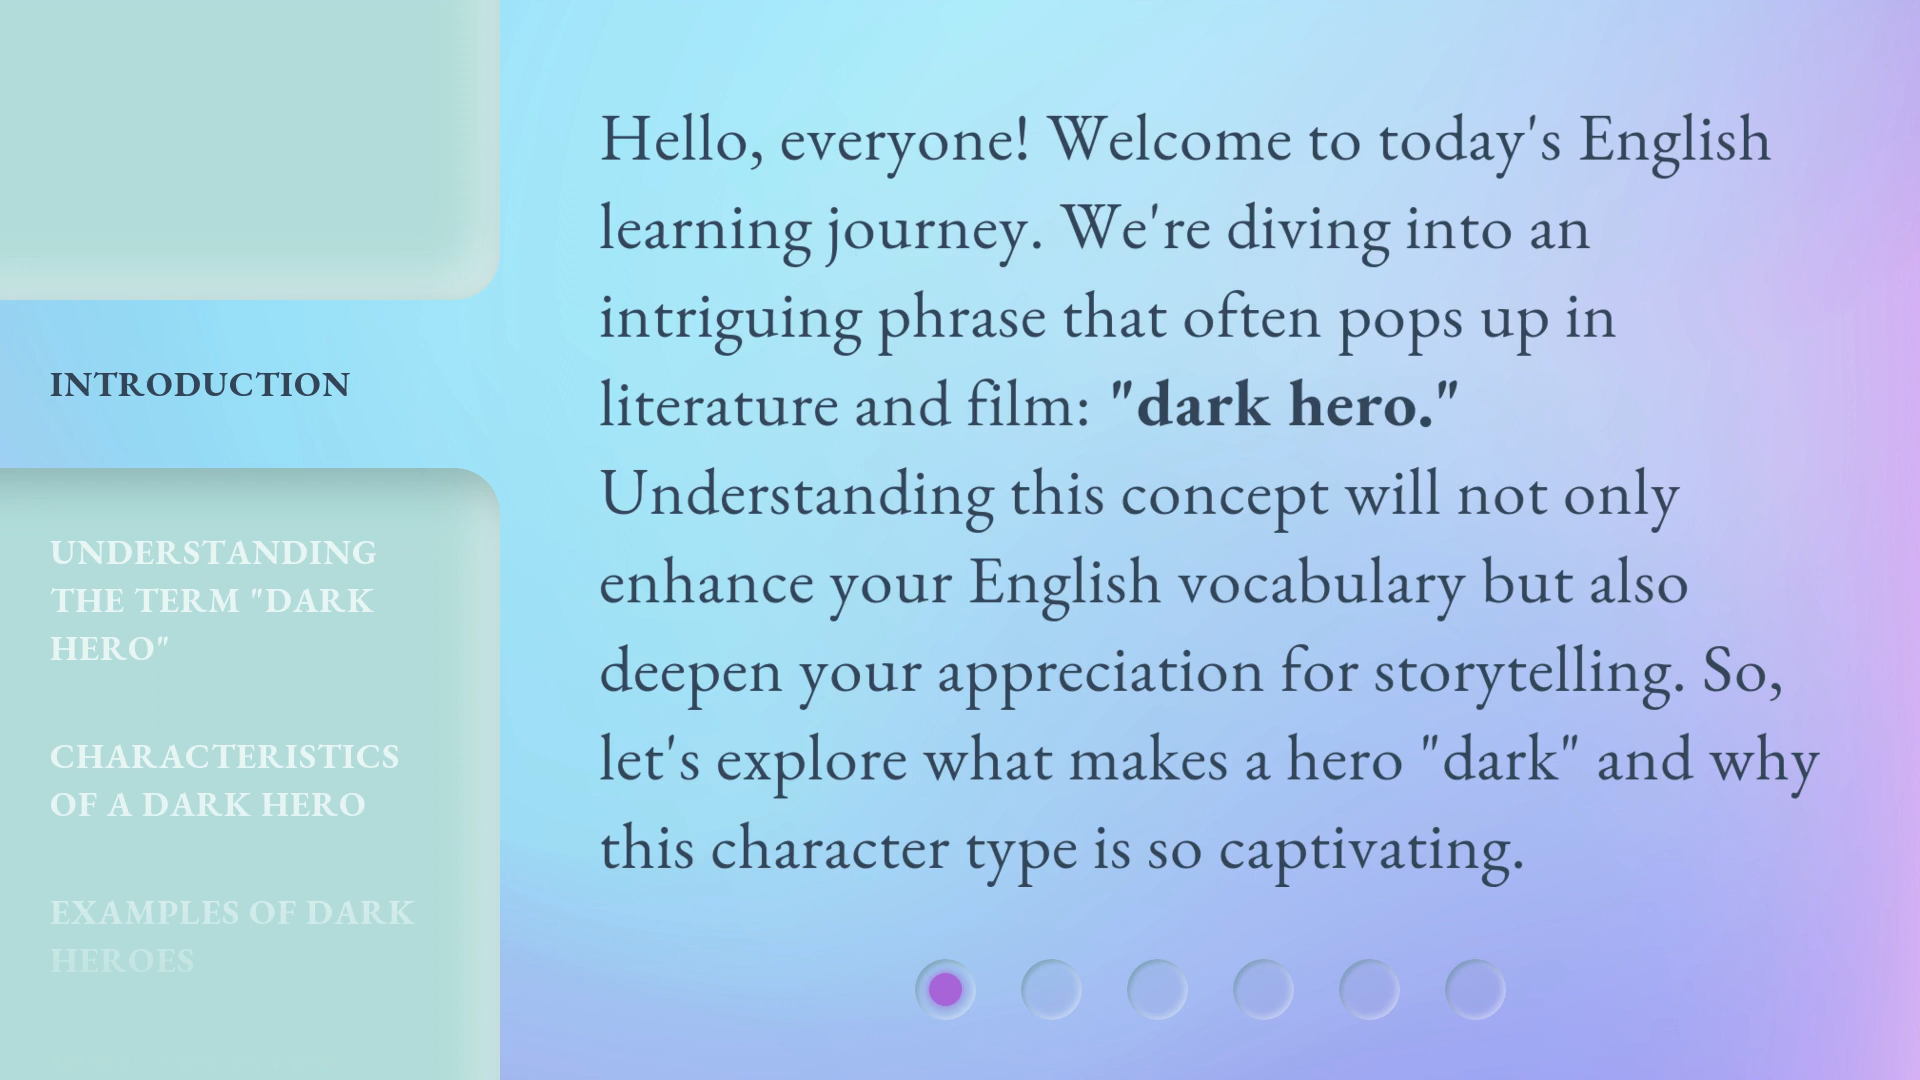 INTRODUCTION
UNDERSTANDING
THE TERM "DARK
HERO"
CHARACTERISTICS
OF A DARK HERO
EXAMPLES OF DARK
HEROES
Hello, everyone! Welcome to today's English
learning journey. We're diving into an
intriguing phrase that often pops up in
literature and film: "dark hero."
Understanding this concept will not only
enhance your English vocabulary but also
deepen your appreciation for storytelling. So,
let's explore what makes a hero "dark" and why
this character type is so captivating.